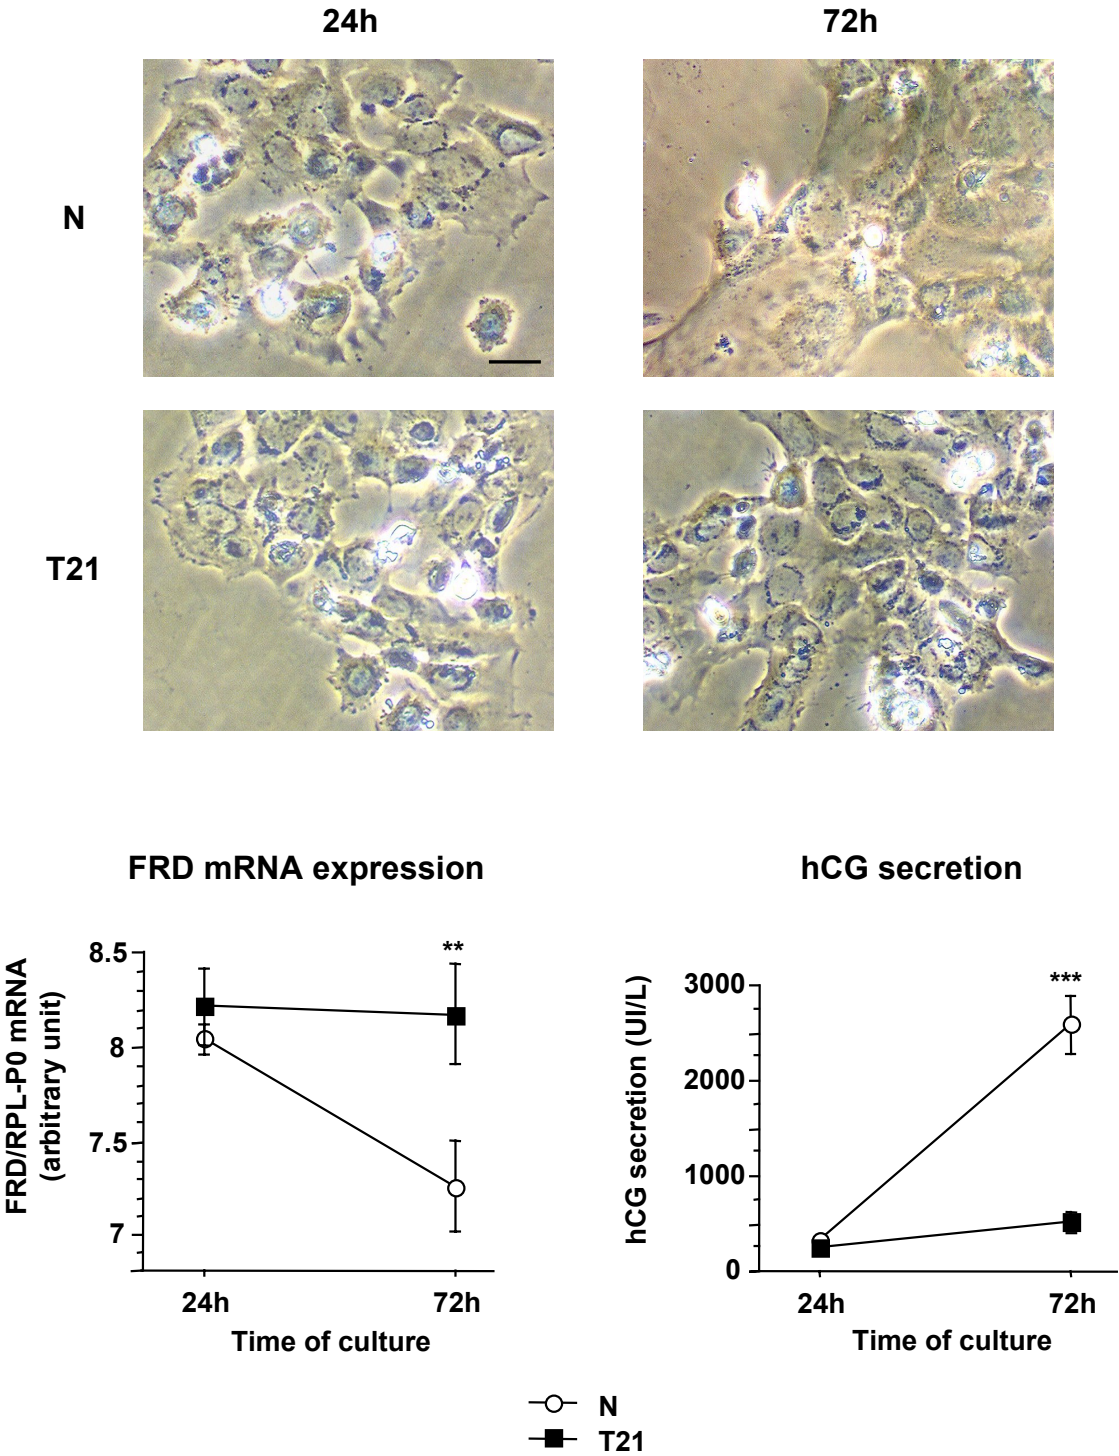 24h
72h
N
T21
FRD mRNA expression
hCG secretion
FRD/RPL-P0 mRNA
(arbitrary unit)
8.5
8
7.5
7
**
24h
72h
Time of culture
hCG secretion (UI/L)
3000
2000
1000
0
***
24h
72h
Time of culture
N
T21